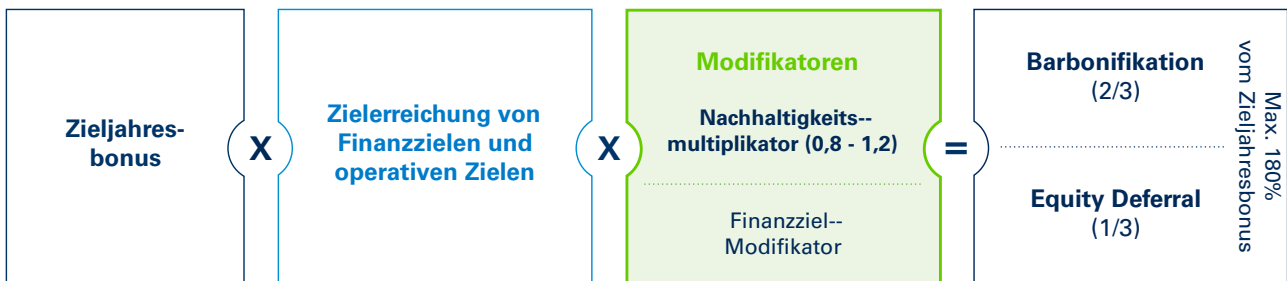 Zieljahres-
bonus
X
Zielerreichung von
Finanzzielen und
operativen Zielen
X
Modifikatoren
Nachhaltigkeits--
multiplikator (0,8 - 1,2)
Finanzziel--
Modifikator
=
Barbonifikation
(2/3)
Equity Deferral
(1/3)
Max. 180%
vom Zieljahresbonus